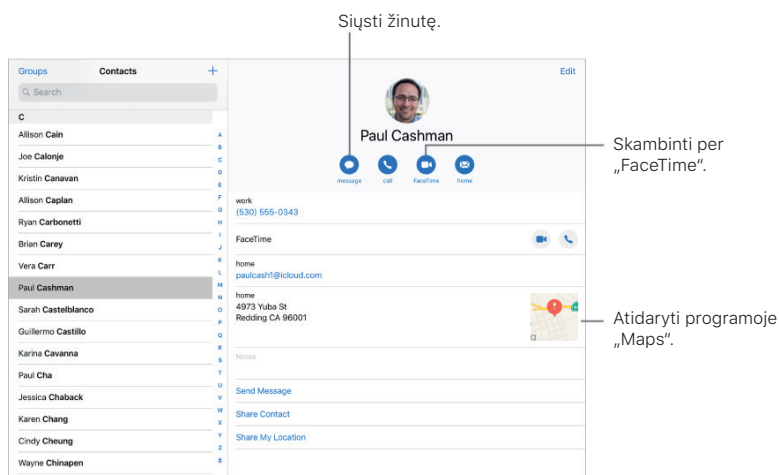 Siųsti žinutę.
Groups Contacts +
Search
C
Allison Cain
Joe Calonje
Kristin Canavan
Allison Caplan
Ryan Carbonetti
Brian Carey
Vera Carr
Paul Cashman
Sarah Castelblanco
Guillermo Castillo
Karina Cavanna
Paul Cha
Jessica Chaback
Karen Chang
Cindy Cheung
Wayne Chinapen
A
B
C
D
E
F
G
H
I
J
K
L
M
N
O
P
Q
R
S
T
U
V
W
X
Y
Z
#
Edit
Paul Cashman
message call FaceTime home
work
(530) 555-0343
FaceTime
home
paulcash1@icloud.com
home
4973 Yuba St
Redding CA 96001
Notes
Send Message
Share Contact
Share My Location
Skambinti per
„FaceTime“.
Atidaryti programoje
„Maps“.